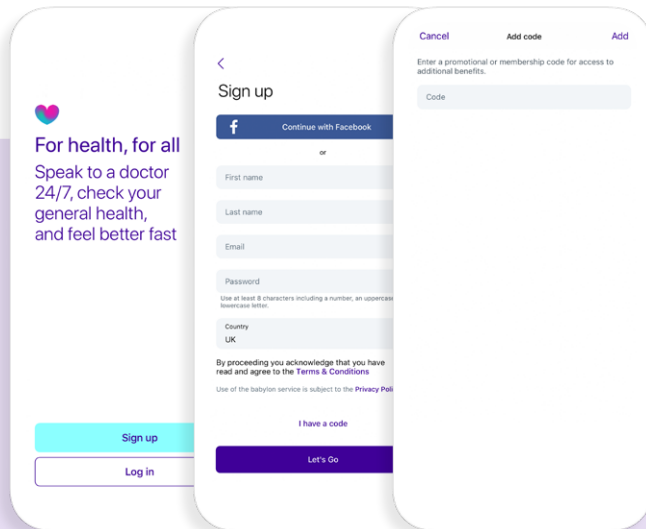 For health, for all
Speak to a doctor
24/7, check your
general health,
and feel better fast
Sign up
Log in
Sign up
Continue with Facebook
or
First name
Last name
Email
Password
Use at least 8 characters including a number, an uppercase
lowercase letter.
Country
UK
By proceeding you acknowledge that you have
read and agree to the Terms & Conditions
Use of the babylon service is subject to the Privacy
I have a code
Let's Go
Cancel
Add code
Add
Enter a promotional or membership code for access to
additional benefits.
Code